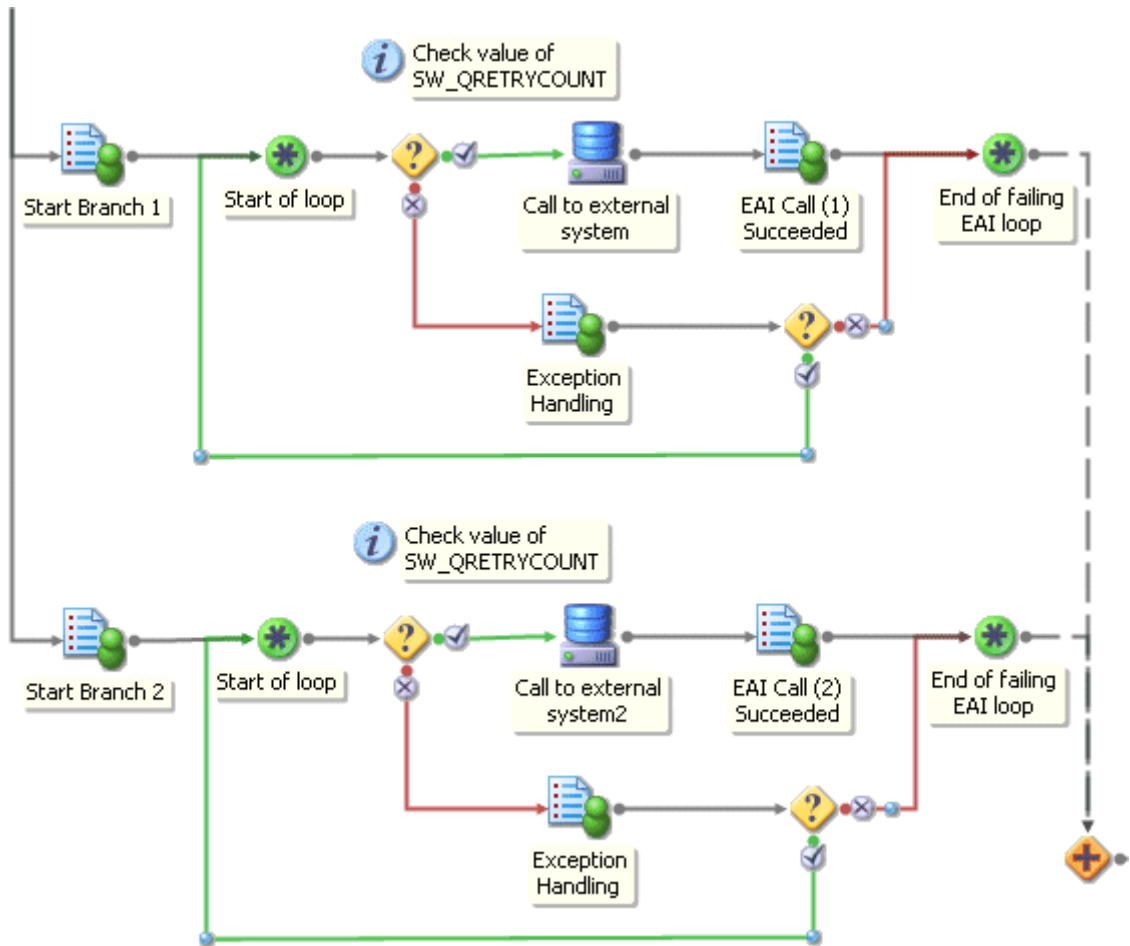 Check value of
SW_QRETRYCOUNT
Start Branch 1
Start of loop
Call to external
system
EAI Call (1)
Succeeded
End of failing
EAI loop
Exception
Handling
Check value of
SW_QRETRYCOUNT
Start Branch 2
Start of loop
Call to external
system2
EAI Call (2)
Succeeded
End of failing
EAI loop
Exception
Handling